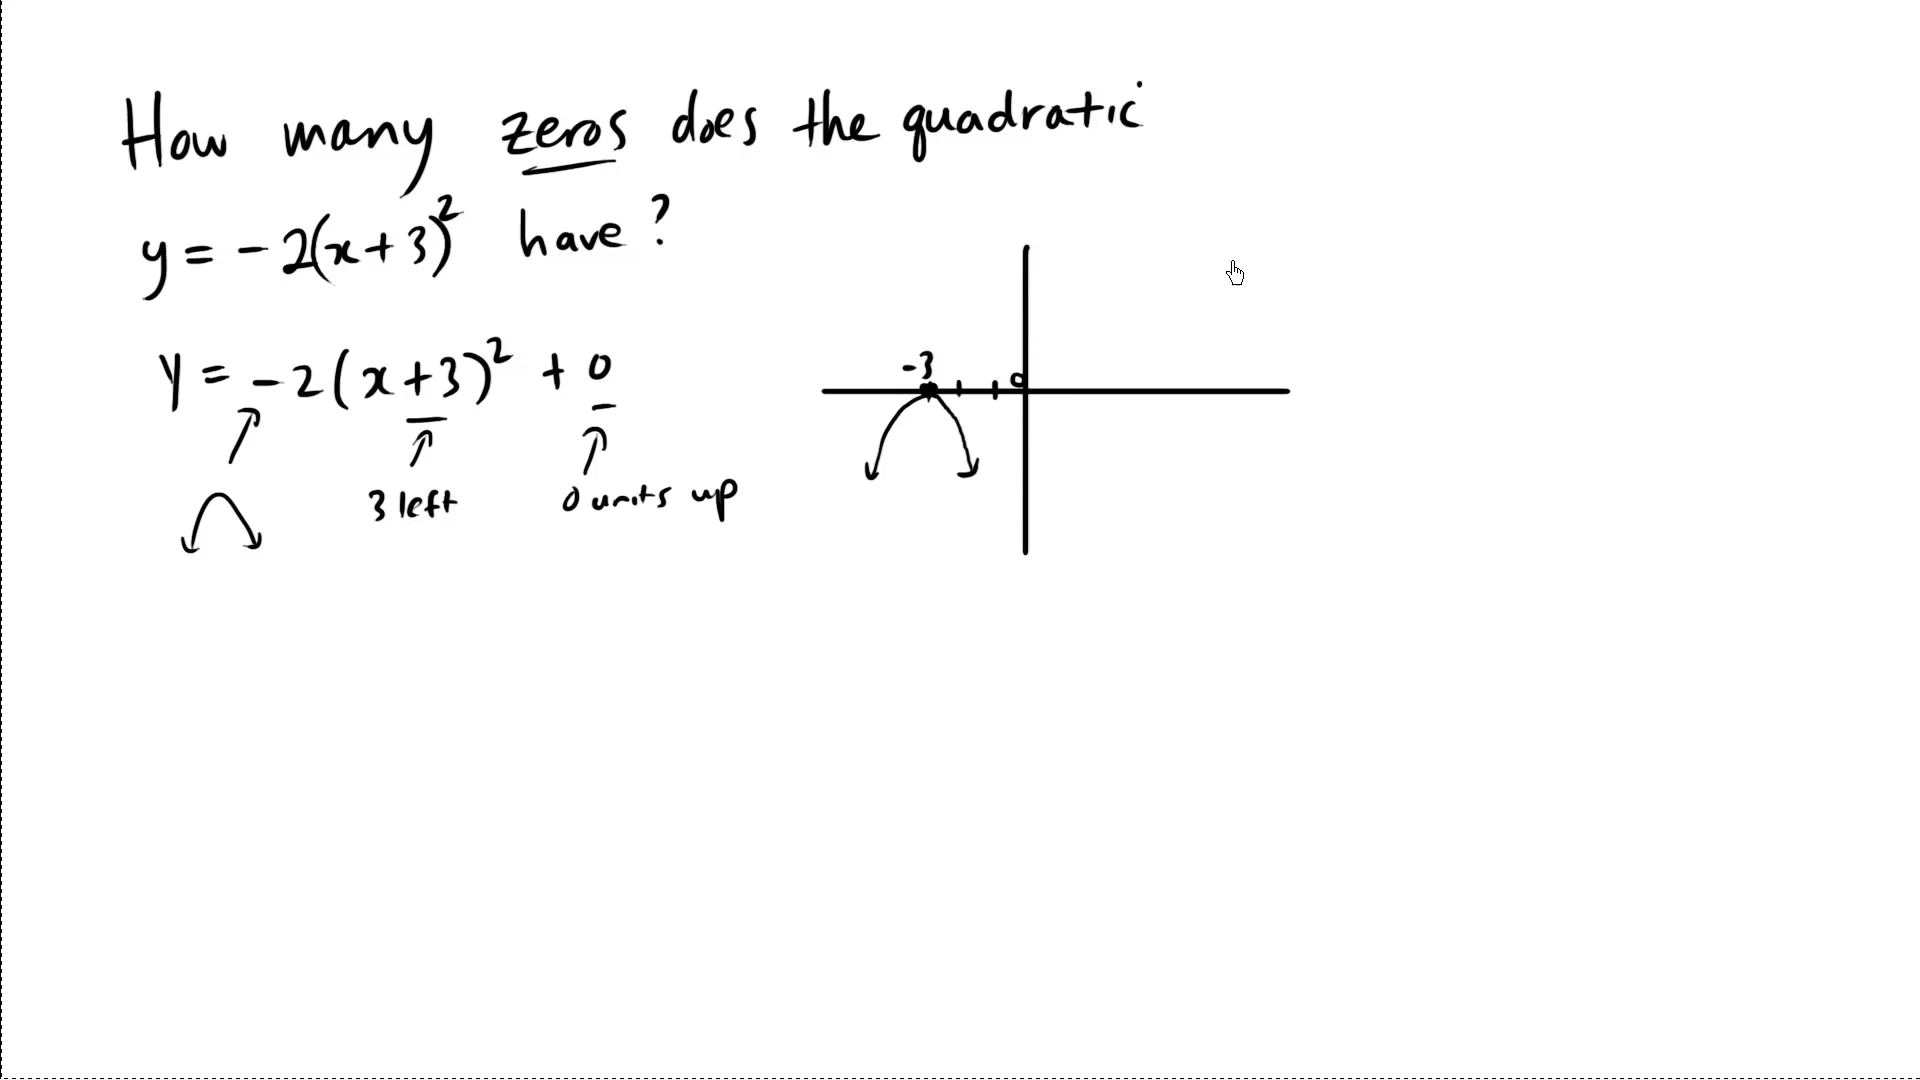 How many zeros does the quadratic
y = -2(x+3)² have?
y = -2(x+3)² + 0
3 left
0 units up
-3
0